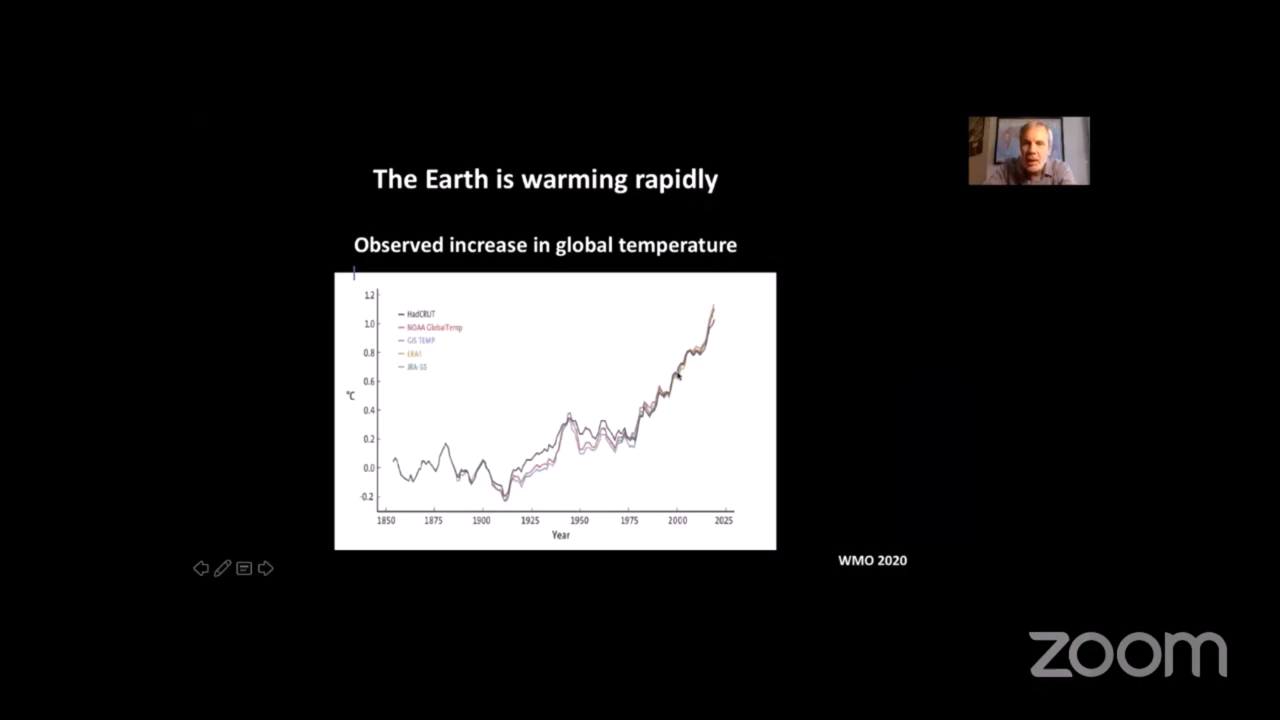 The Earth is warming rapidly
Observed increase in global temperature
1.2
1.0
0.8
0.6
0.4
0.2
0.0
-0.2
°C
HadCRUT
NOAA GlobalTemp
GIS TEMP
ERA5
JRA-55
1850 1875 1900 1925 1950 1975 2000 2025
Year
WMO 2020
zoom